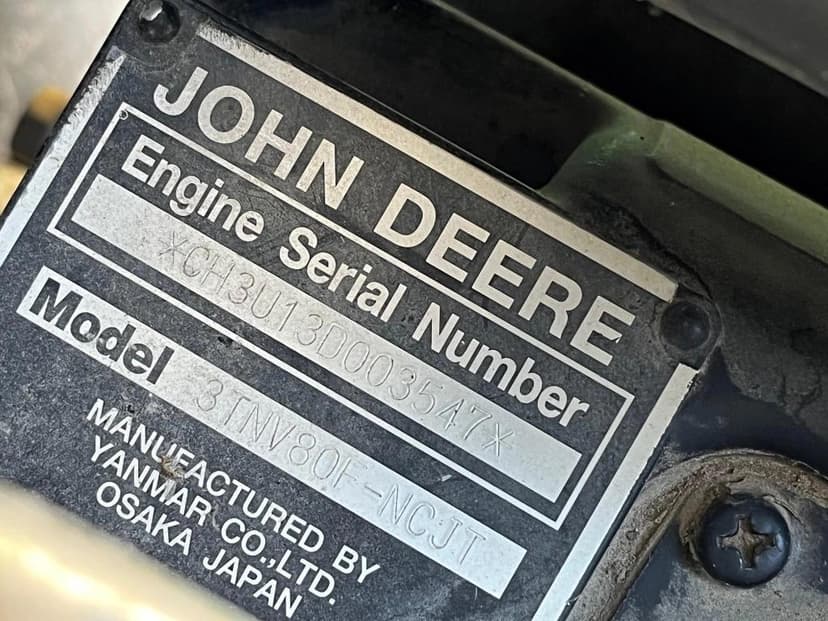 JOHN DEERE
Engine Serial Number
*CH3U13D003547*
Model 3TNV80F-NCJT
MANUFACTURED BY
YANMAR CO.,LTD.
OSAKA JAPAN